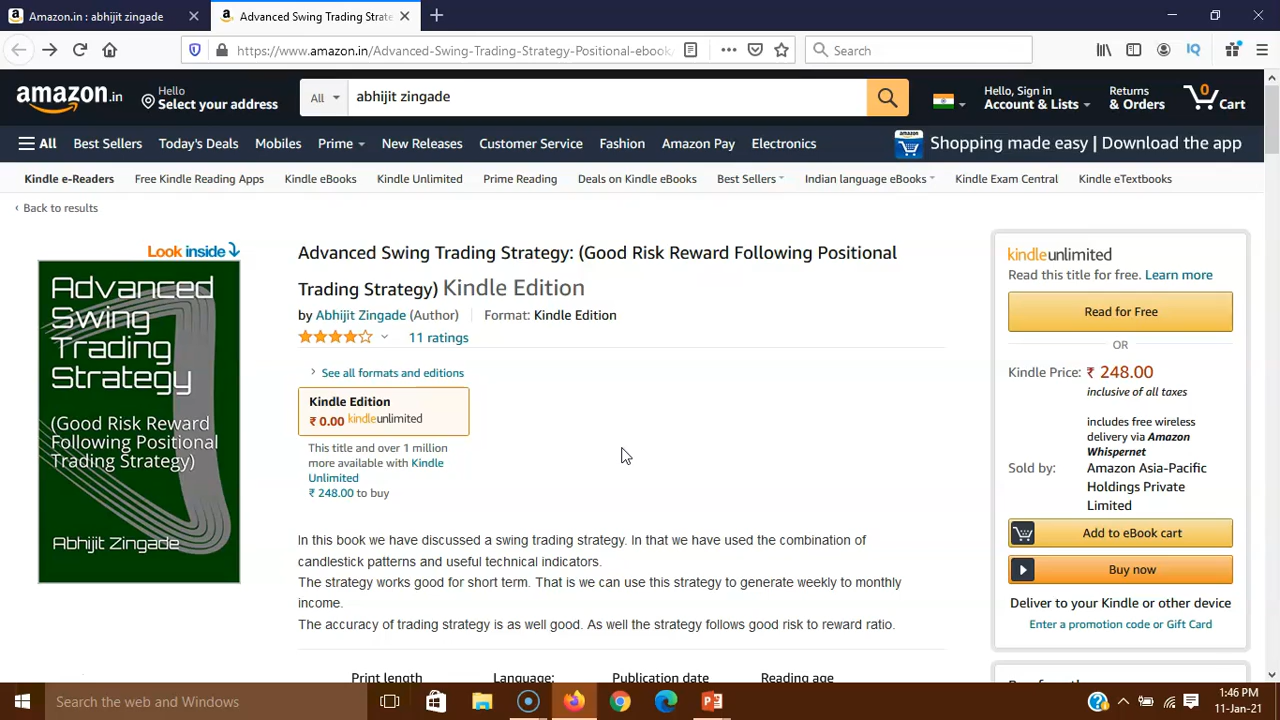 Amazon.in : abhijit zingade
Advanced Swing Trading Strate
https://www.amazon.in/Advanced-Swing-Trading-Strategy-Positional-ebook
Search
IQ
amazon.in
Hello
Select your address
All
abhijit zingade
Hello, Sign in
Account & Lists
Returns
& Orders
0
Cart
All
Best Sellers
Today's Deals
Mobiles
Prime
New Releases
Customer Service
Fashion
Amazon Pay
Electronics
amazon
Shopping made easy | Download the app
Kindle e-Readers
Free Kindle Reading Apps
Kindle eBooks
Kindle Unlimited
Prime Reading
Deals on Kindle eBooks
Best Sellers
Indian language eBooks
Kindle Exam Central
Kindle eTextbooks
‹ Back to results
Look inside
Advanced
Swing
Trading
Strategy
(Good Risk Reward
Following Positional
Trading Strategy)
Abhijit Zingade
Advanced Swing Trading Strategy: (Good Risk Reward Following Positional
Trading Strategy) Kindle Edition
by Abhijit Zingade (Author) | Format: Kindle Edition
11 ratings
See all formats and editions
Kindle Edition
₹ 0.00 kindleunlimited
This title and over 1 million
more available with Kindle
Unlimited
₹ 248.00 to buy
In this book we have discussed a swing trading strategy. In that we have used the combination of
candlestick patterns and useful technical indicators.
The strategy works good for short term. That is we can use this strategy to generate weekly to monthly
income.
The accuracy of trading strategy is as well good. As well the strategy follows good risk to reward ratio.
Print length
Language:
Publication date
Reading age
kindleunlimited
Read this title for free. Learn more
Read for Free
OR
Kindle Price: ₹ 248.00
inclusive of all taxes
includes free wireless
delivery via Amazon
Whispernet
Sold by: Amazon Asia-Pacific
Holdings Private
Limited
Add to eBook cart
Buy now
Deliver to your Kindle or other device
Enter a promotion code or Gift Card
Search the web and Windows
1:46 PM
11-Jan-21